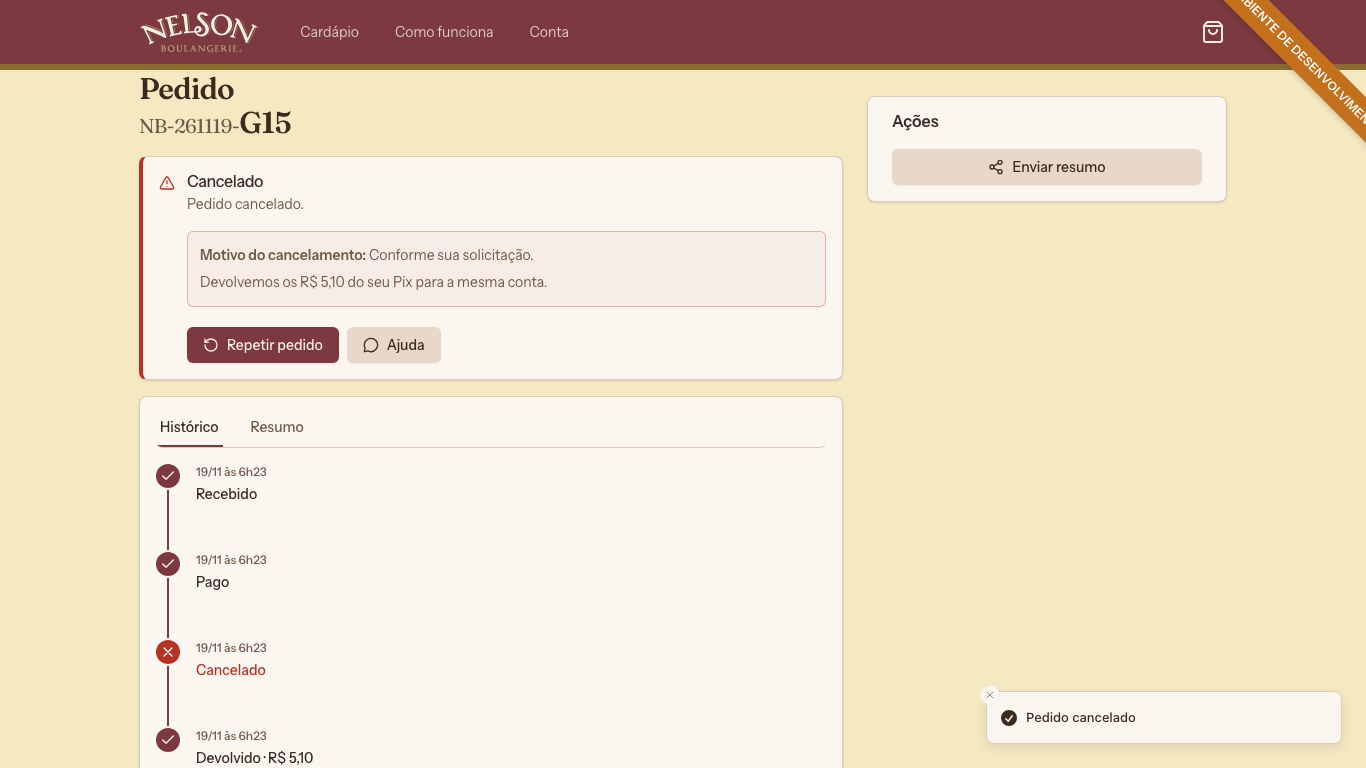 NELSON
BOULANGERIE.
Cardápio
Como funciona
Conta
BIENTE DE DESENVOLVIMEN
Pedido
NB-261119-G15
Cancelado
Pedido cancelado.
Motivo do cancelamento: Conforme sua solicitação.
Devolvemos os R$ 5,10 do seu Pix para a mesma conta.
Repetir pedido
Ajuda
Histórico
Resumo
19/11 às 6h23
Recebido
19/11 às 6h23
Pago
19/11 às 6h23
Cancelado
19/11 às 6h23
Devolvido · R$ 5,10
Ações
Enviar resumo
Pedido cancelado